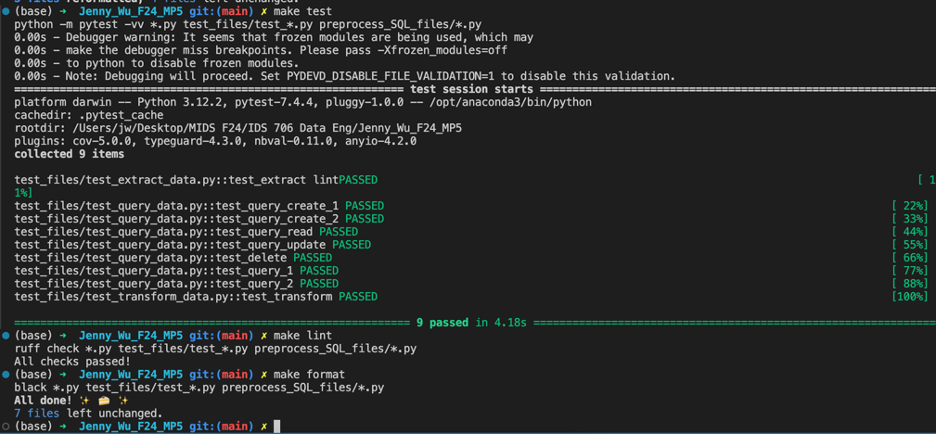 (base) ➜ Jenny_Wu_F24_MP5 git:(main) ✗ make test
python -m pytest -vv *.py test_files/test_*.py preprocess_SQL_files/*.py
0.00s - Debugger warning: It seems that frozen modules are being used, which may
0.00s - make the debugger miss breakpoints. Please pass -Xfrozen_modules=off
0.00s - to python to disable frozen modules.
0.00s - Note: Debugging will proceed. Set PYDEVD_DISABLE_FILE_VALIDATION=1 to disable this validation.
test session starts
platform darwin -- Python 3.12.2, pytest-7.4.4, pluggy-1.0.0 -- /opt/anaconda3/bin/python
cachedir: .pytest_cache
rootdir: /Users/jw/Desktop/MIDS F24/IDS 706 Data Eng/Jenny_Wu_F24_MP5
plugins: cov-5.0.0, typeguard-4.3.0, nbval-0.11.0, anyio-4.2.0
collected 9 items
test_files/test_extract_data.py::test_extract lintPASSED [ 1
1%]
test_files/test_query_data.py::test_query_create_1 PASSED [ 22%]
test_files/test_query_data.py::test_query_create_2 PASSED [ 33%]
test_files/test_query_data.py::test_query_read PASSED [ 44%]
test_files/test_query_data.py::test_query_update PASSED [ 55%]
test_files/test_query_data.py::test_delete PASSED [ 66%]
test_files/test_query_data.py::test_query_1 PASSED [ 77%]
test_files/test_query_data.py::test_query_2 PASSED [ 88%]
test_files/test_transform_data.py::test_transform PASSED [100%]
9 passed in 4.18s
(base) ➜ Jenny_Wu_F24_MP5 git:(main) ✗ make lint
ruff check *.py test_files/test_*.py preprocess_SQL_files/*.py
All checks passed!
(base) ➜ Jenny_Wu_F24_MP5 git:(main) ✗ make format
black *.py test_files/test_*.py preprocess_SQL_files/*.py
All done! ✨ 🍰 ✨
7 files left unchanged.
(base) ➜ Jenny_Wu_F24_MP5 git:(main) ✗